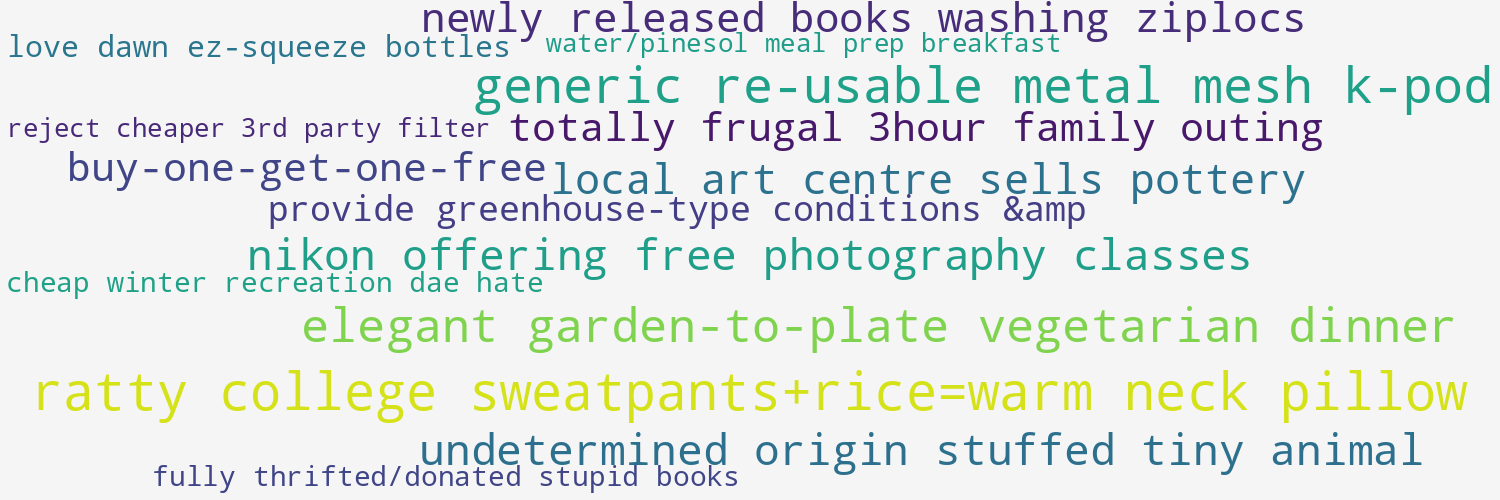 newly released books washing ziplocs
love dawn ez-squeeze bottles
water/pinesol meal prep breakfast
generic re-usable metal mesh k-pod
reject cheaper 3rd party filter
totally frugal 3hour family outing
buy-one-get-one-free
local art centre sells pottery
provide greenhouse-type conditions &amp
nikon offering free photography classes
cheap winter recreation dae hate
elegant garden-to-plate vegetarian dinner
ratty college sweatpants+rice=warm neck pillow
undetermined origin stuffed tiny animal
fully thrifted/donated stupid books